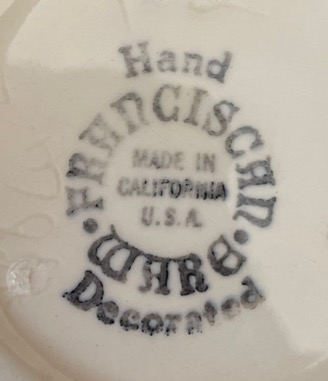 Hand
FRANCISCAN
MADE IN
CALIFORNIA
U.S.A.
WARE
Decorated